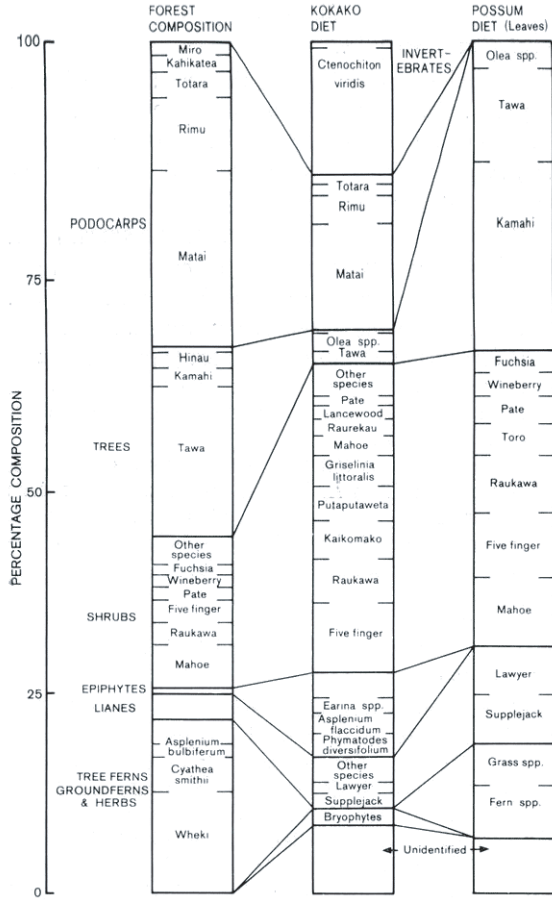 FOREST
COMPOSITION
KOKAKO
DIET
POSSUM
DIET (Leaves)
PERCENTAGE COMPOSITION
100
75
50
25
0
PODOCARPS
TREES
SHRUBS
EPIPHYTES
LIANES
TREE FERNS
GROUNDFERNS
& HERBS
Miro
Kahikatea
Totara
Rimu
Matai
Hinau
Kamahi
Tawa
Other
species
Fuchsia
Wineberry
Pate
Five finger
Raukawa
Mahoe
Asplenium
bulbiferum
Cyathea
smithii
Wheki
Ctenochiton
viridis
Totara
Rimu
Matai
Olea spp.
Tawa
Other
species
Pate
Lancewood
Raurekau
Mahoe
Griselinia
littoralis
Putaputaweta
Kaikomako
Raukawa
Five finger
Earina spp.
Asplenium
flaccidum
Phymatodes
diversifolium
Other
species
Lawyer
Supplejack
Bryophytes
INVERT-
EBRATES
Olea spp.
Tawa
Kamahi
Fuchsia
Wineberry
Pate
Toro
Raukawa
Five finger
Mahoe
Lawyer
Supplejack
Grass spp.
Fern spp.
Unidentified